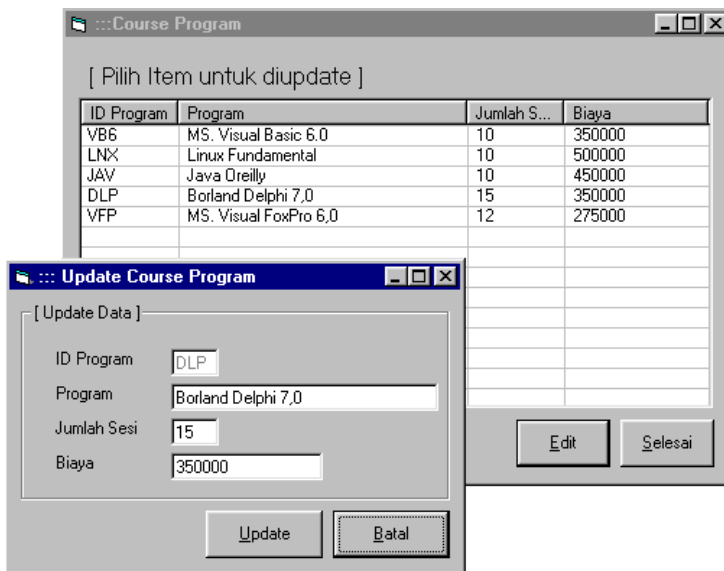 :::Course Program
[ Pilih Item untuk diupdate ]
ID Program Program Jumlah S... Biaya
VB6 MS. Visual Basic 6.0 10 350000
LNX Linux Fundamental 10 500000
JAV Java Oreilly 10 450000
DLP Borland Delphi 7,0 15 350000
VFP MS. Visual FoxPro 6,0 12 275000
Edit Selesai
::: Update Course Program
[ Update Data ]
ID Program DLP
Program Borland Delphi 7,0
Jumlah Sesi 15
Biaya 350000
Update Batal